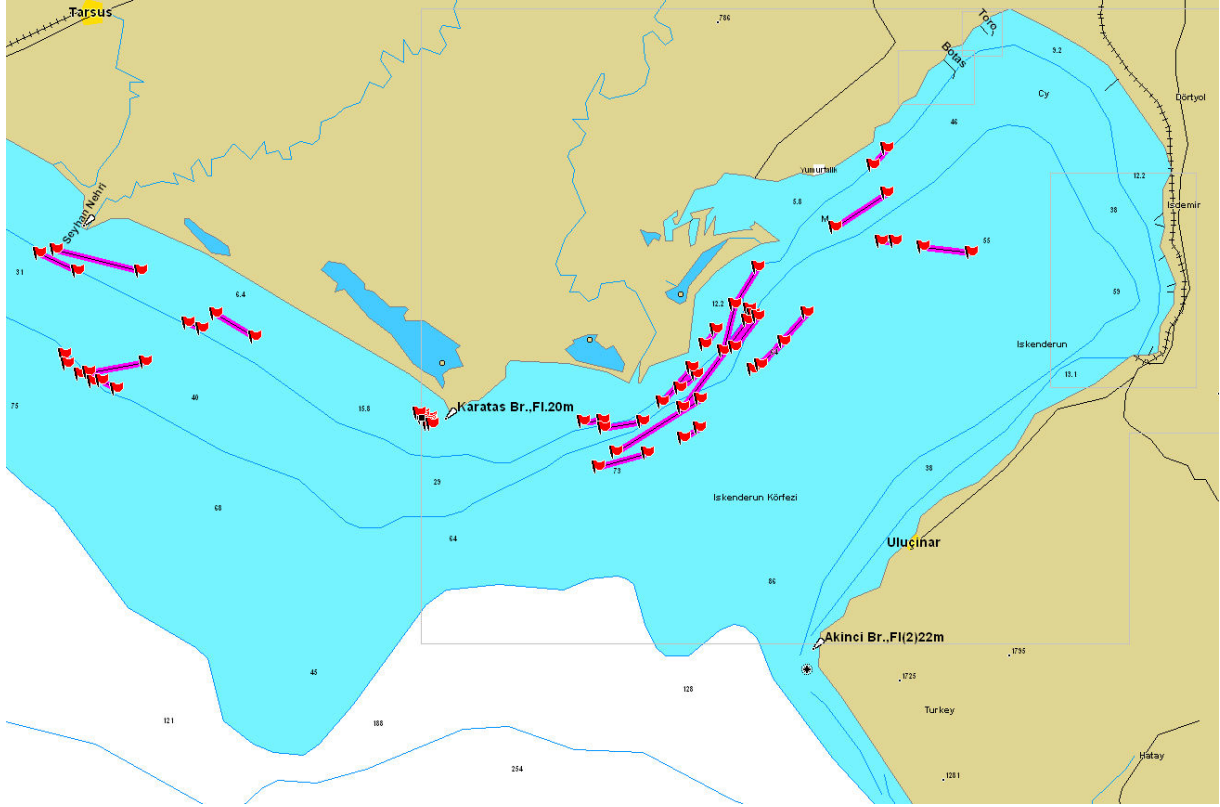 Tarsus
786
Toro
Botas
9.2
Cy
Dörtyol
46
Yumurtalik
12.2
Seyhan Nehri
5.8
38
Isdemir
M
55
31
6.4
12.2
59
Iskenderun
13.1
75
40
15.8
Karatas Br.,Fl.20m
73
38
29
Iskenderun Körfezi
68
64
Uluçinar
86
Akinci Br.,Fl(2)22m
1795
45
128
1725
Turkey
121
188
Hatay
254
1281